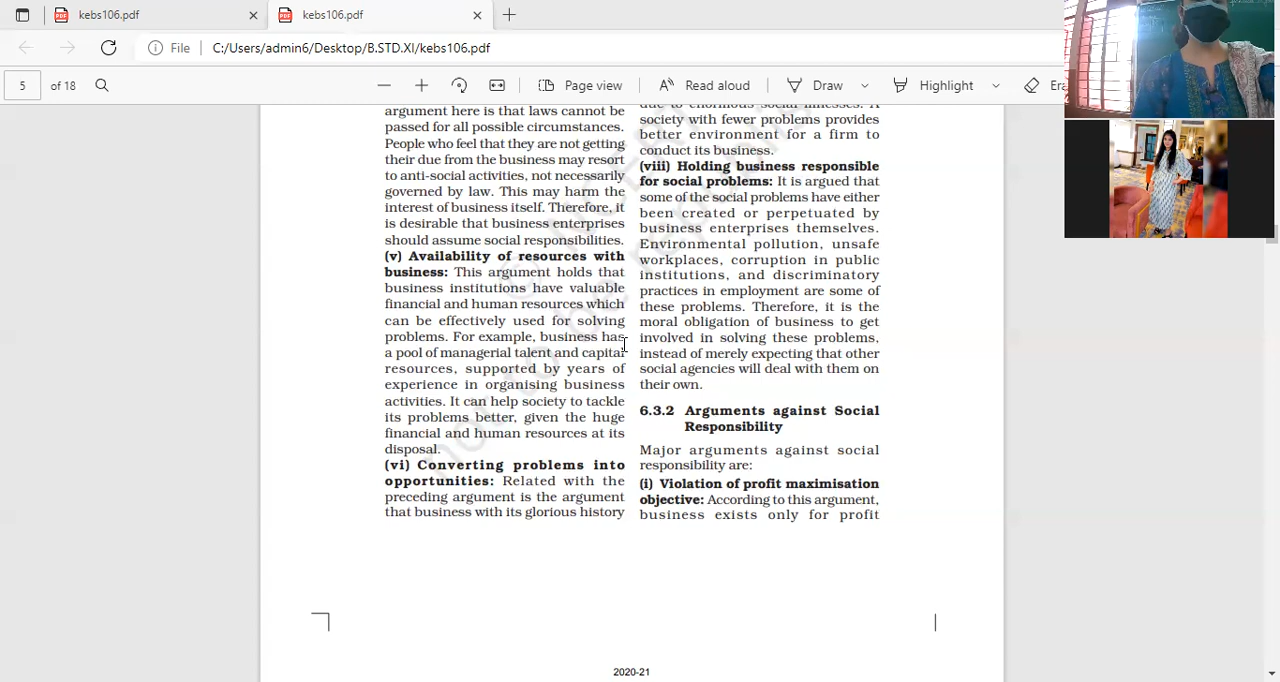 kebs106.pdf
kebs106.pdf
File
C:/Users/admin6/Desktop/B.STD.XI/kebs106.pdf
5 of 18
Page view
Read aloud
Draw
Highlight
argument here is that laws cannot be
passed for all possible circumstances.
People who feel that they are not getting
their due from the business may resort
to anti-social activities, not necessarily
governed by law. This may harm the
interest of business itself. Therefore, it
is desirable that business enterprises
should assume social responsibilities.
(v) Availability of resources with
business: This argument holds that
business institutions have valuable
financial and human resources which
can be effectively used for solving
problems. For example, business has
a pool of managerial talent and capital
resources, supported by years of
experience in organising business
activities. It can help society to tackle
its problems better, given the huge
financial and human resources at its
disposal.
(vi) Converting problems into
opportunities: Related with the
preceding argument is the argument
that business with its glorious history
due to enormous social illnesses. A
society with fewer problems provides
better environment for a firm to
conduct its business.
(viii) Holding business responsible
for social problems: It is argued that
some of the social problems have either
been created or perpetuated by
business enterprises themselves.
Environmental pollution, unsafe
workplaces, corruption in public
institutions, and discriminatory
practices in employment are some of
these problems. Therefore, it is the
moral obligation of business to get
involved in solving these problems,
instead of merely expecting that other
social agencies will deal with them on
their own.
6.3.2 Arguments against Social
Responsibility
Major arguments against social
responsibility are:
(i) Violation of profit maximisation
objective: According to this argument,
business exists only for profit
2020-21